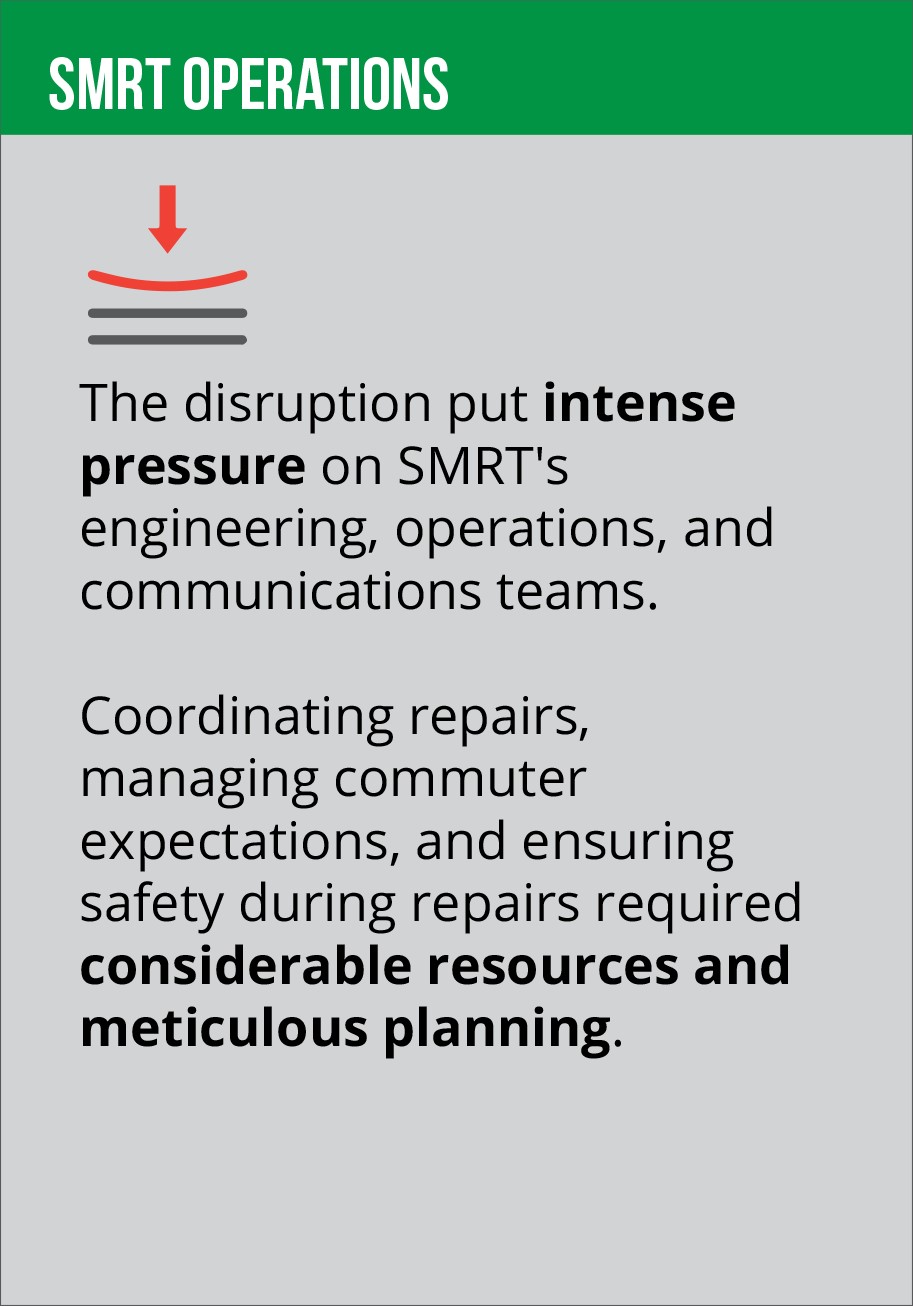 SMRT OPERATIONS
The disruption put intense
pressure on SMRT's
engineering, operations, and
communications teams.
Coordinating repairs,
managing commuter
expectations, and ensuring
safety during repairs required
considerable resources and
meticulous planning.